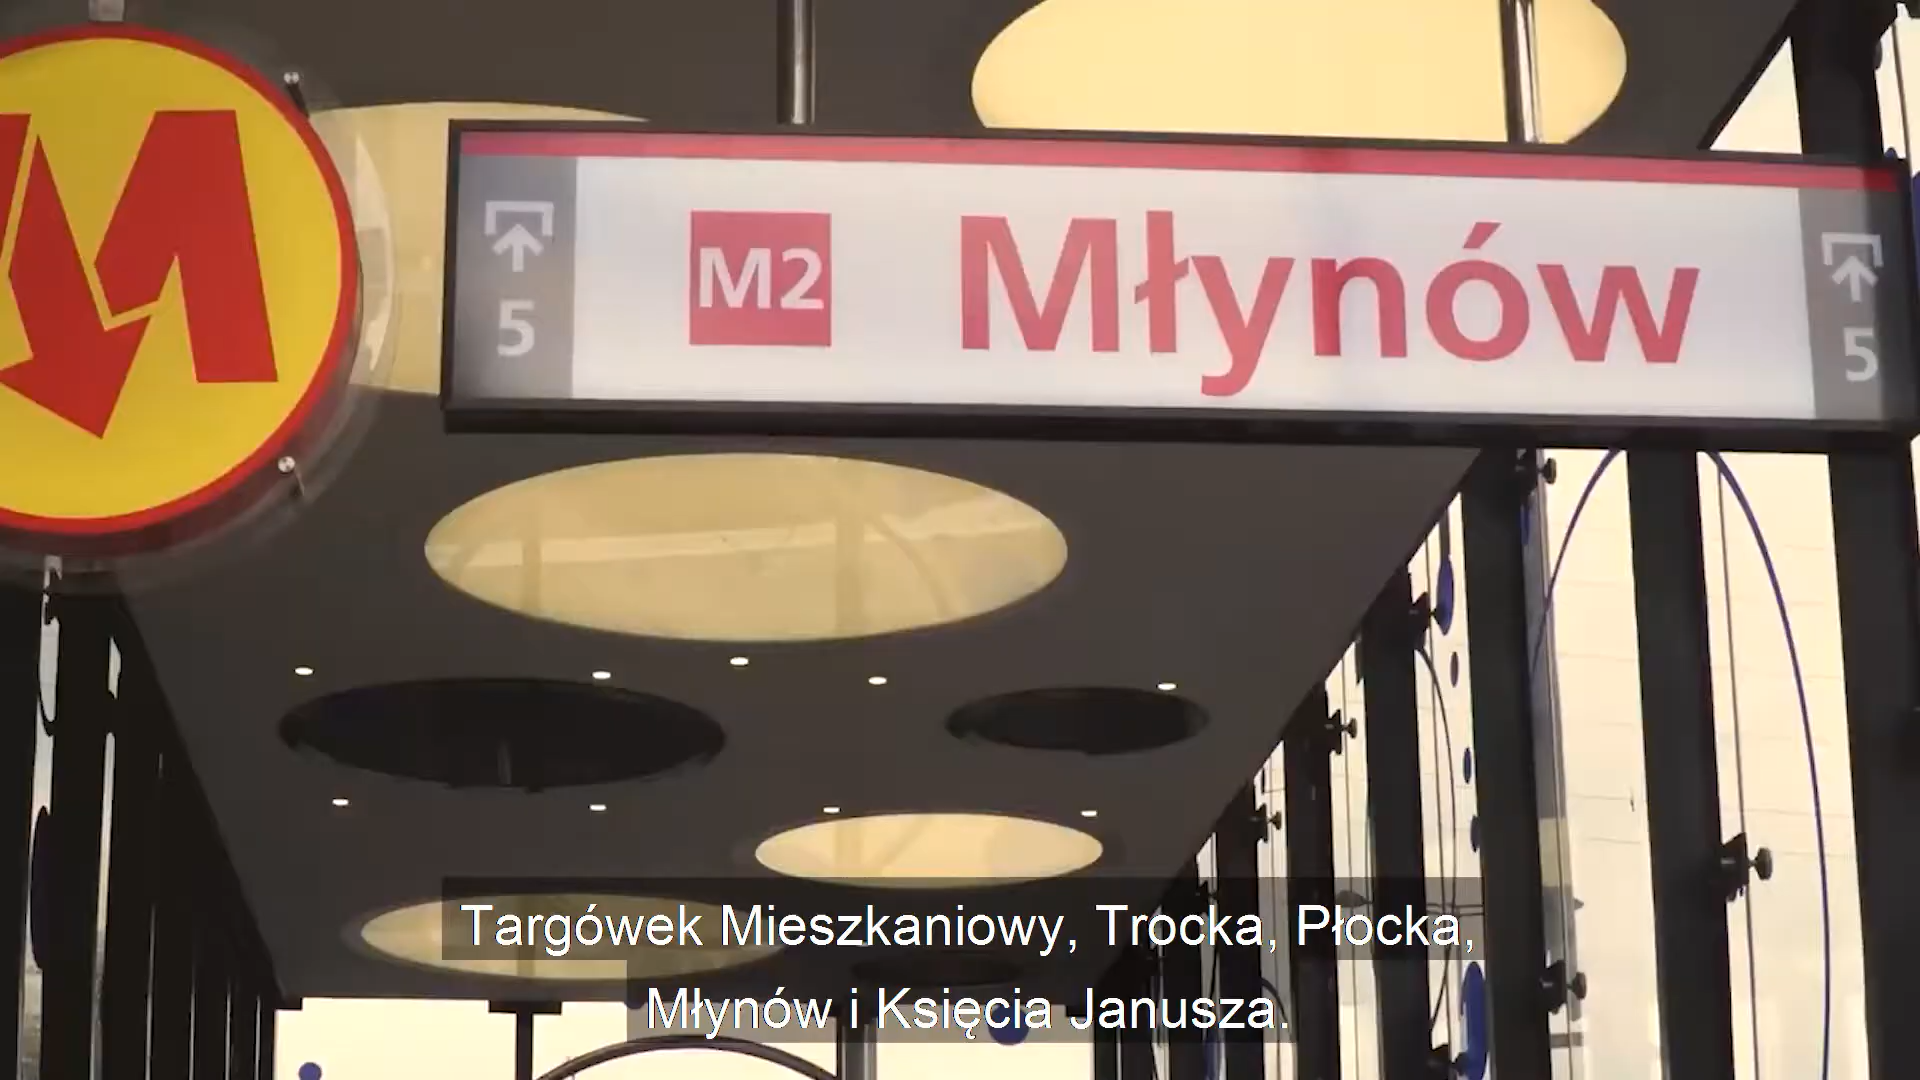 M
5
M2
Młynów
5
Targówek Mieszkaniowy, Trocka, Płocka,
Młynów i Księcia Janusza.